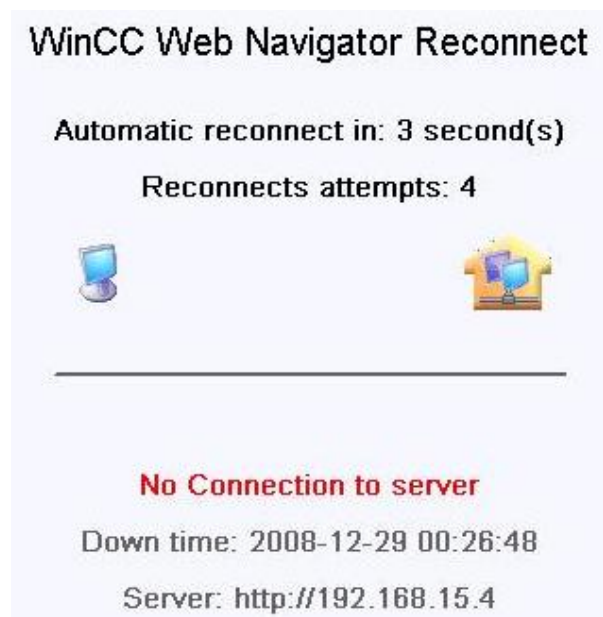 WinCC Web Navigator Reconnect
Automatic reconnect in: 3 second(s)
Reconnects attempts: 4
No Connection to server
Down time: 2008-12-29 00:26:48
Server: http://192.168.15.4